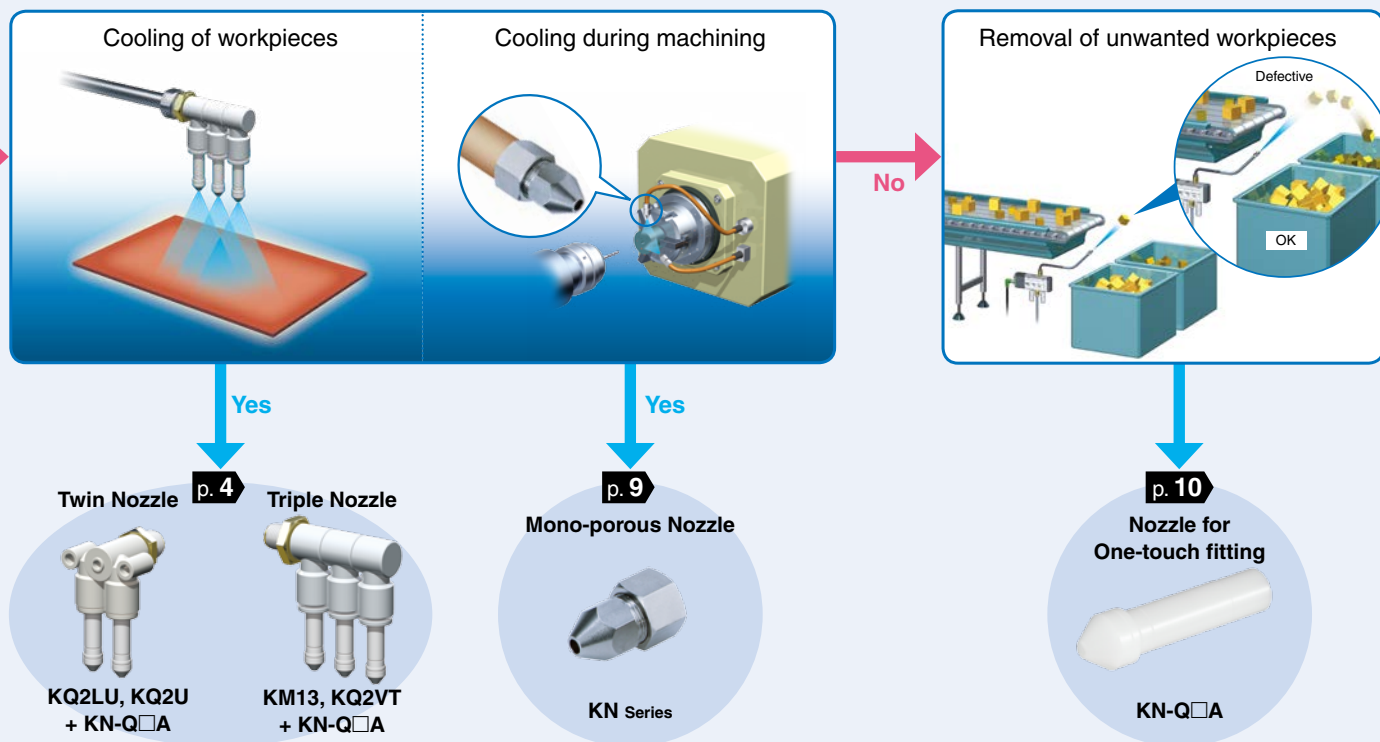 Cooling of workpieces
Cooling during machining
No
Removal of unwanted workpieces
Defective
OK
Yes
Yes
p. 4
Twin Nozzle
Triple Nozzle
KQ2LU, KQ2U
+ KN-Q□A
KM13, KQ2VT
+ KN-Q□A
p. 9
Mono-porous Nozzle
KN Series
p. 10
Nozzle for
One-touch fitting
KN-Q□A